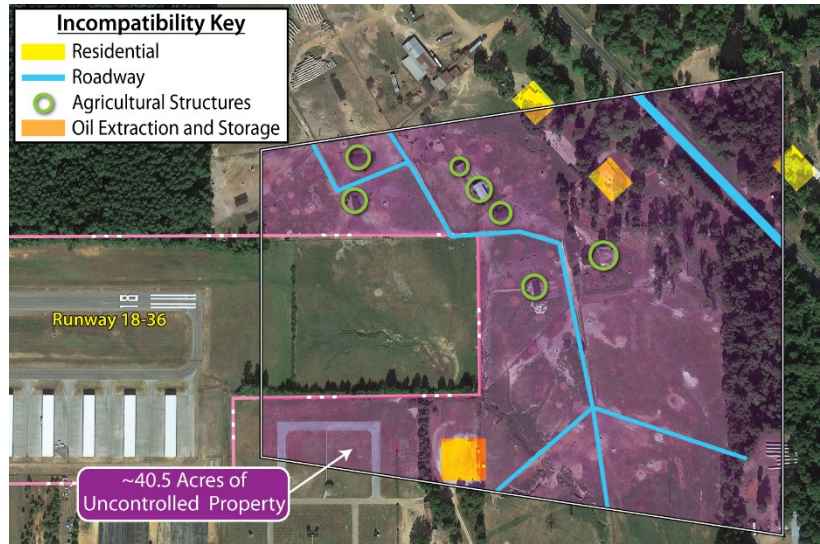 Incompatibility Key
Residential
Roadway
Agricultural Structures
Oil Extraction and Storage
Runway 18-36
~40.5 Acres of
Uncontrolled Property